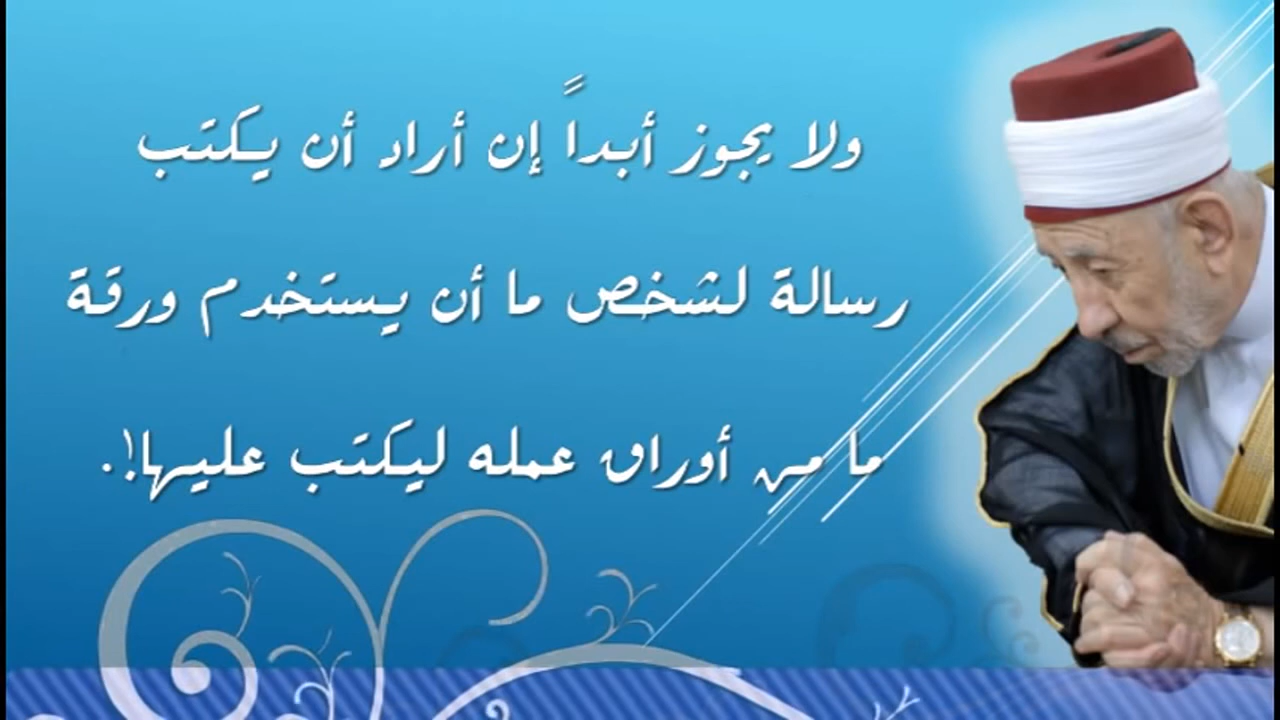 ولا يجوز أبداً إن أراد أن يكتب
رسالة لشخص ما أن يستخدم ورقة
ما من أوراق عمله ليكتب عليها!.